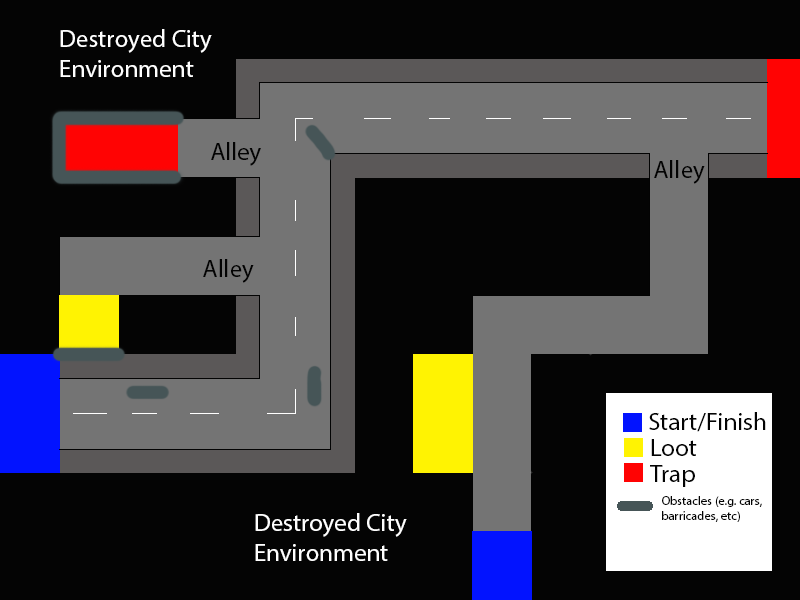 Destroyed City
Environment
Alley
Alley
Alley
Start/Finish
Loot
Trap
Obstacles (e.g. cars,
barricades, etc)
Destroyed City
Environment